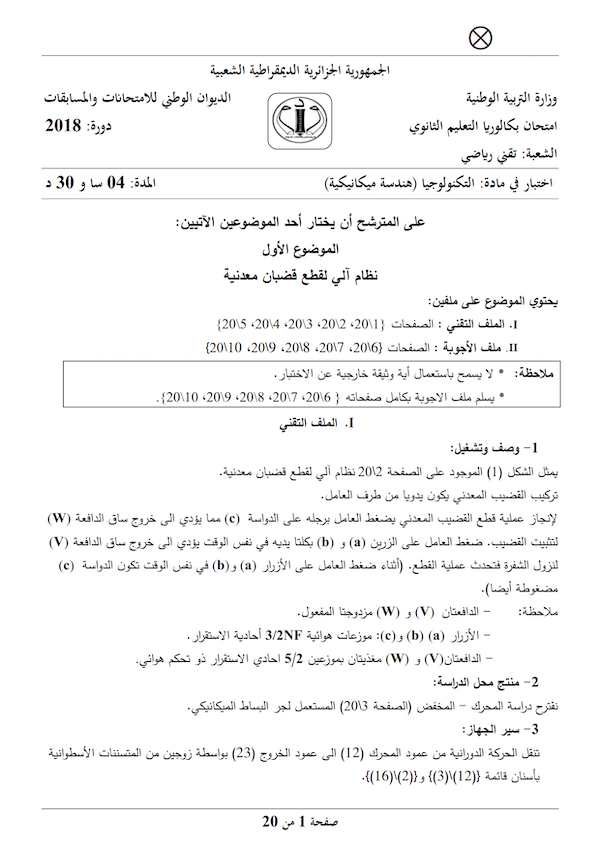 الجمهورية الجزائرية الديمقراطية الشعبية
وزارة التربية الوطنية
الديوان الوطني للامتحانات والمسابقات
امتحان بكالوريا التعليم الثانوي
دورة: 2018
الشعبة: تقني رياضي
اختبار في مادة: التكنولوجيا (هندسة ميكانيكية)
المدة: 04 سا و 30 د
على المترشح أن يختار أحد الموضوعين الآتيين:
الموضوع الأول
نظام آلي لقطع قضبان معدنية
يحتوي الموضوع على ملفين:
I. الملف التقني : الصفحات {1\20، 2\20، 3\20، 4\20، 5\20}
II. ملف الأجوبة : الصفحات {6\20، 7\20، 8\20، 9\20، 10\20}
ملاحظة: * لا يسمح باستعمال أية وثيقة خارجية عن الاختبار.
* يسلم ملف الاجوبة بكامل صفحاته { 6\20، 7\20، 8\20، 9\20، 10\20}.
I. الملف التقني
1- وصف وتشغيل:
يمثل الشكل (1) الموجود على الصفحة 2\20 نظام آلي لقطع قضبان معدنية.
تركيب القضيب المعدني يكون يدويا من طرف العامل.
لإنجاز عملية قطع القضيب المعدني يضغط العامل برجله على الدواسة (c) مما يؤدي الى خروج ساق الدافعة (W)
لتثبيت القضيب. ضغط العامل على الزرين (a) و (b) بكلتا يديه في نفس الوقت يؤدي الى خروج ساق الدافعة (V)
لنزول الشفرة فتحدث عملية القطع. (أثناء ضغط العامل على الأزرار (a) و(b) في نفس الوقت تكون الدواسة (c)
مضغوطة أيضا).
ملاحظة: – الدافعتان (V) و (W) مزدوجتا المفعول.
– الأزرار (a) (b) و(c): موزعات هوائية 3/2NF أحادية الاستقرار.
– الدافعتان(V) و (W) مغذيتان بموزعين 5/2 احادي الاستقرار ذو تحكم هوائي.
2- منتج محل الدراسة:
نقترح دراسة المحرك – المخفض (الصفحة 3\20) المستعمل لجر البساط الميكانيكي.
3- سير الجهاز:
تنقل الحركة الدورانية من عمود المحرك (12) الى عمود الخروج (23) بواسطة زوجين من المتسننات الأسطوانية
بأسنان قائمة {(12)\(3)} و{(2)\(16)}.
صفحة 1 من 20